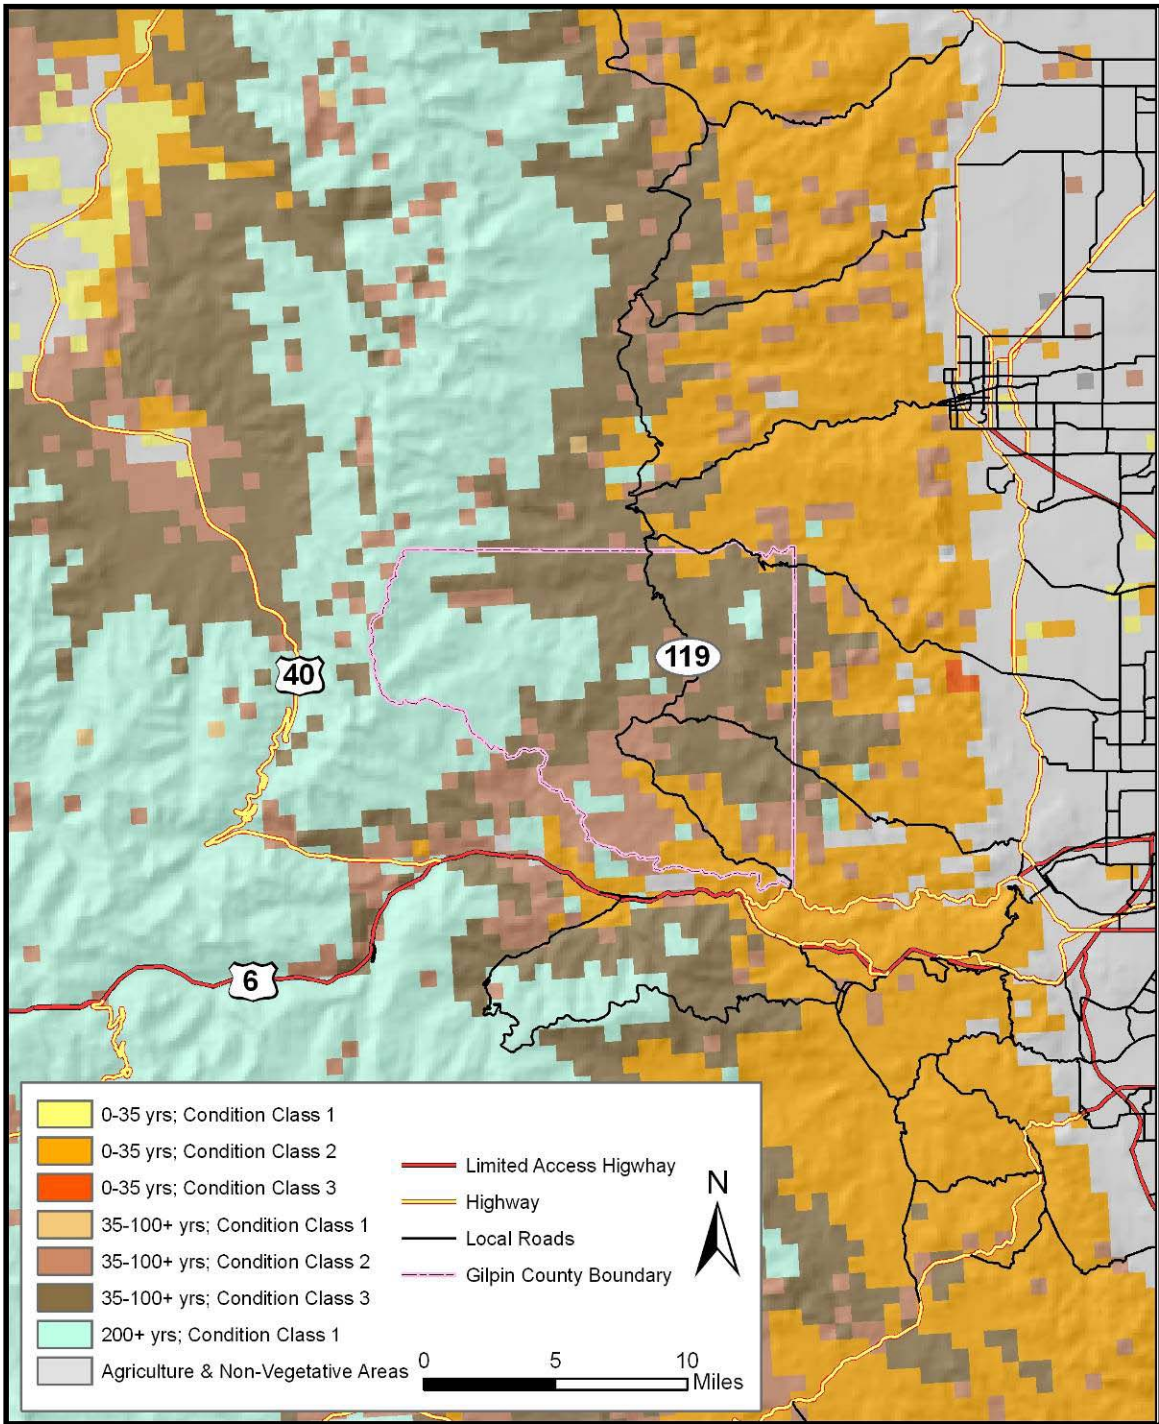 119
40
6
0-35 yrs; Condition Class 1
0-35 yrs; Condition Class 2
0-35 yrs; Condition Class 3
35-100+ yrs; Condition Class 1
35-100+ yrs; Condition Class 2
35-100+ yrs; Condition Class 3
200+ yrs; Condition Class 1
Agriculture & Non-Vegetative Areas
Limited Access Higwhay
Highway
Local Roads
Gilpin County Boundary
N
0 5 10
Miles